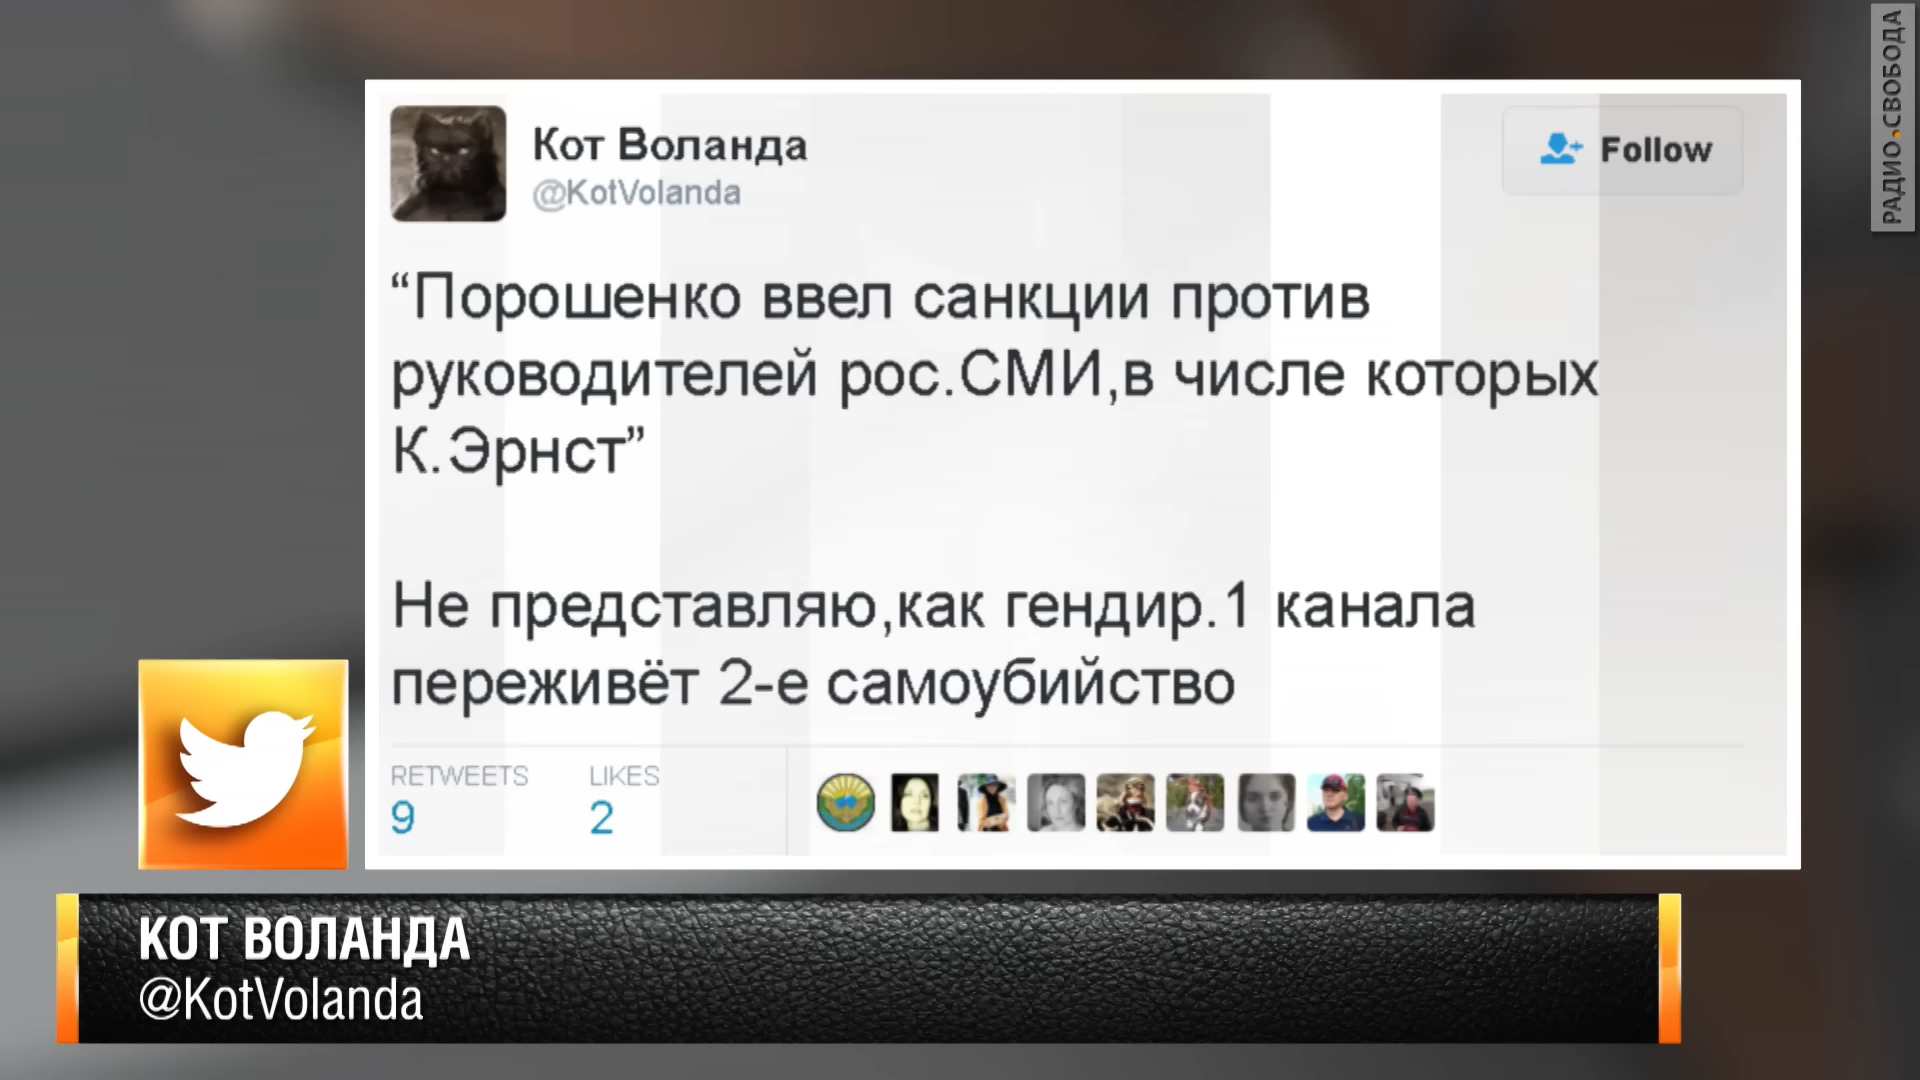 РАДИО СВОБОДА
Кот Воланда
@KotVolanda
Follow
“Порошенко ввел санкции против
руководителей рос.СМИ,в числе которых
К.Эрнст”
Не представляю,как гендир.1 канала
переживёт 2-е самоубийство
RETWEETS LIKES
9 2
КОТ ВОЛАНДА
@KotVolanda